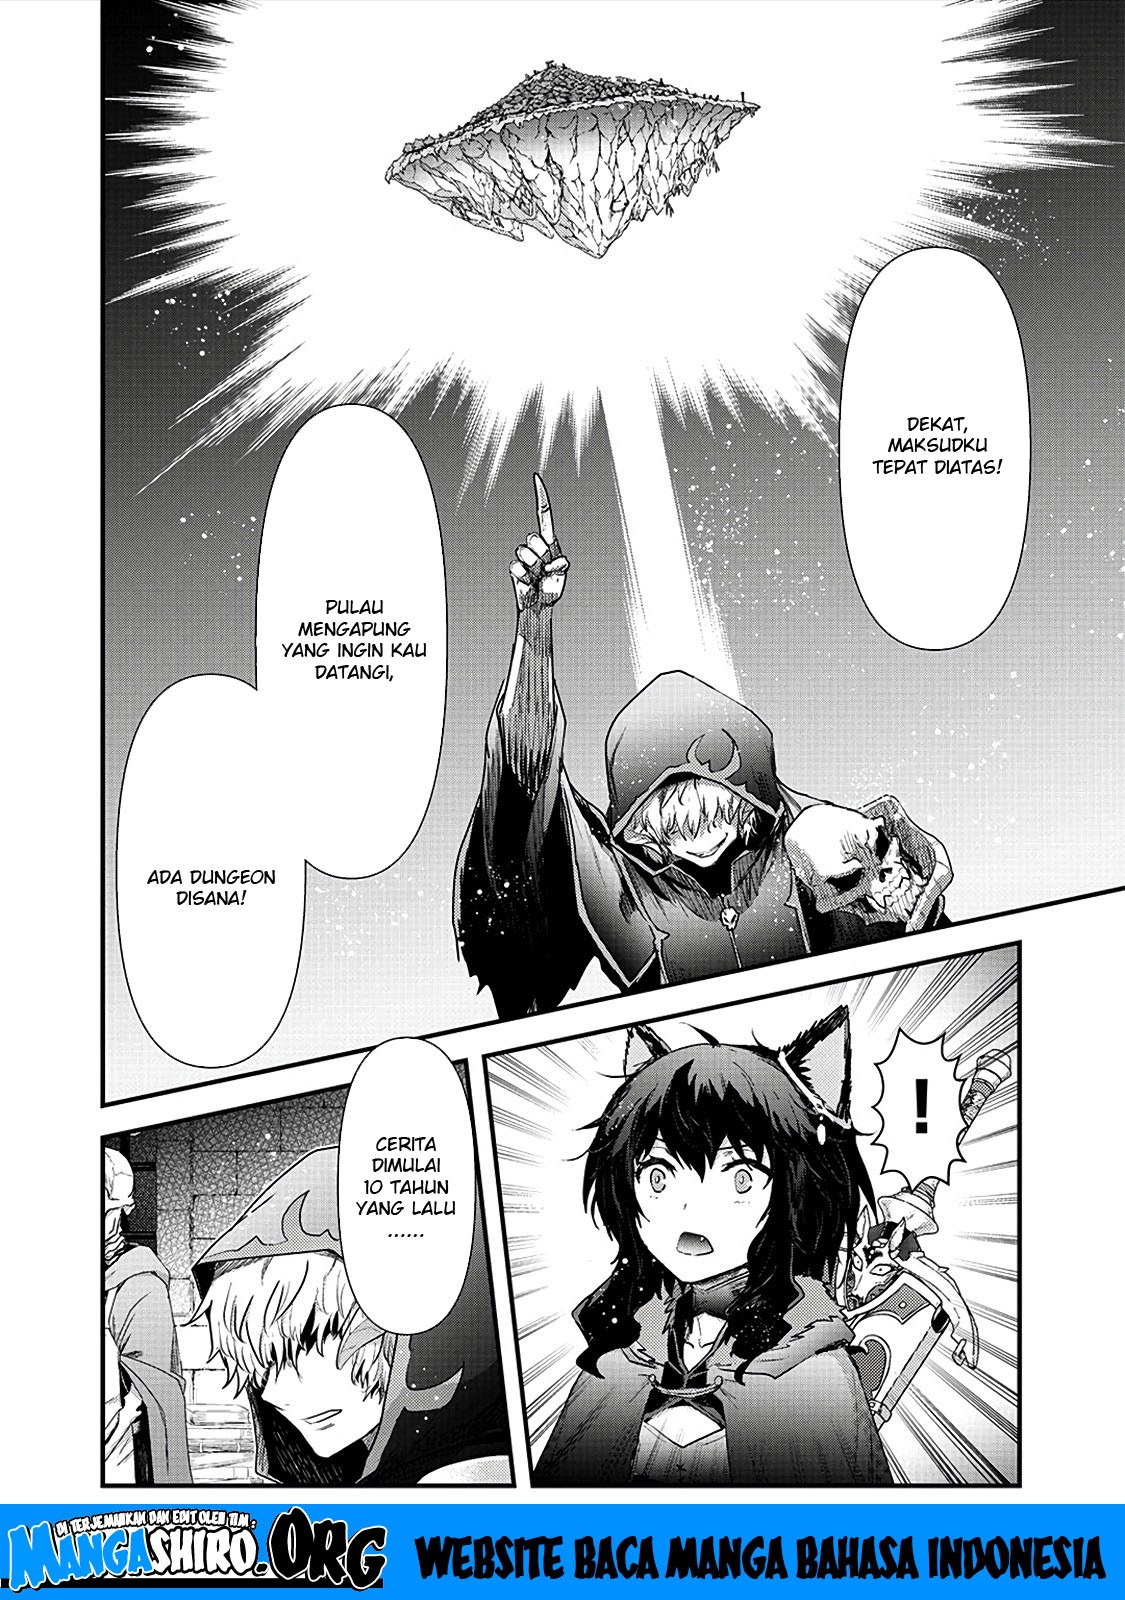 DEKAT,
MAKSUDKU
TEPAT DIATAS!
PULAU
MENGAPUNG
YANG INGIN KAU
DATANGI,
ADA DUNGEON
DISANA!
!
CERITA
DIMULAI
10 TAHUN
YANG LALU
......
DI TERJEMAHKAN DAN EDIT OLEH TIM :
MANGASHIRO.ORG
WEBSITE BACA MANGA BAHASA INDONESIA